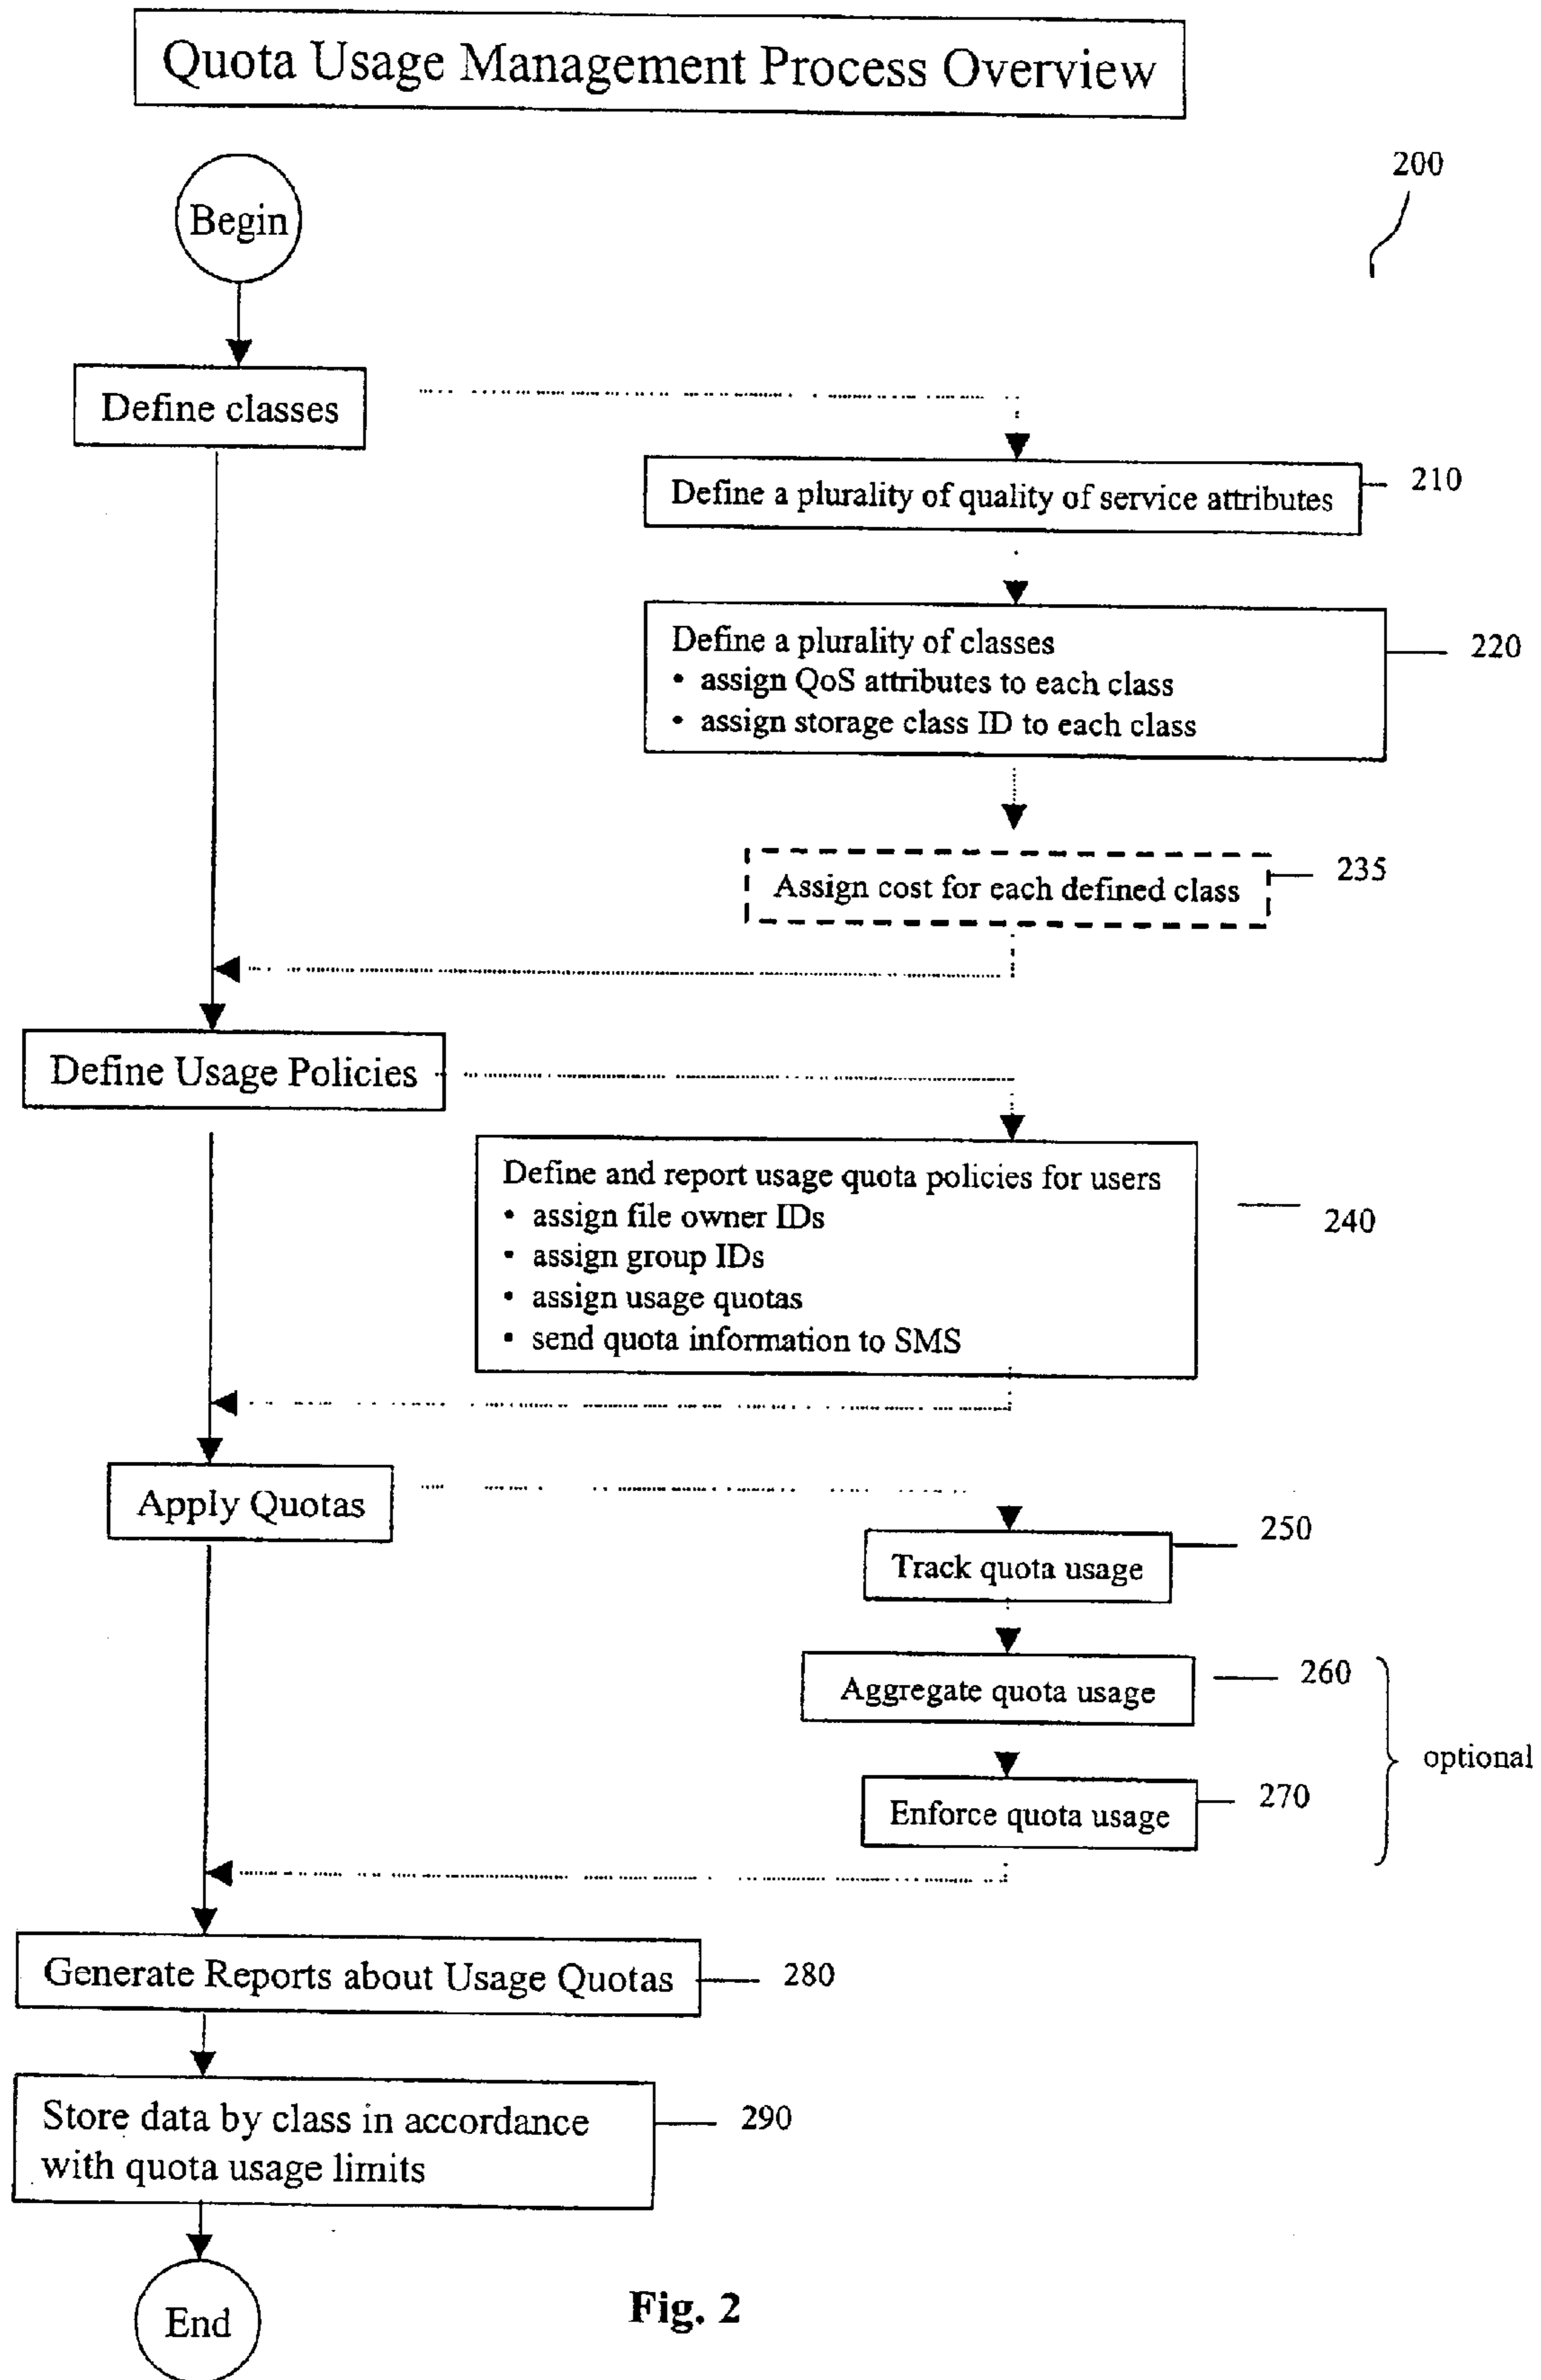 Quota Usage Management Process Overview
200
Begin
Define classes
Define a plurality of quality of service attributes
210
Define a plurality of classes
• assign QoS attributes to each class
• assign storage class ID to each class
220
Assign cost for each defined class
235
Define Usage Policies
Define and report usage quota policies for users
• assign file owner IDs
• assign group IDs
• assign usage quotas
• send quota information to SMS
240
Apply Quotas
Track quota usage
250
Aggregate quota usage
260
optional
Enforce quota usage
270
Generate Reports about Usage Quotas
280
Store data by class in accordance
with quota usage limits
290
End
Fig. 2